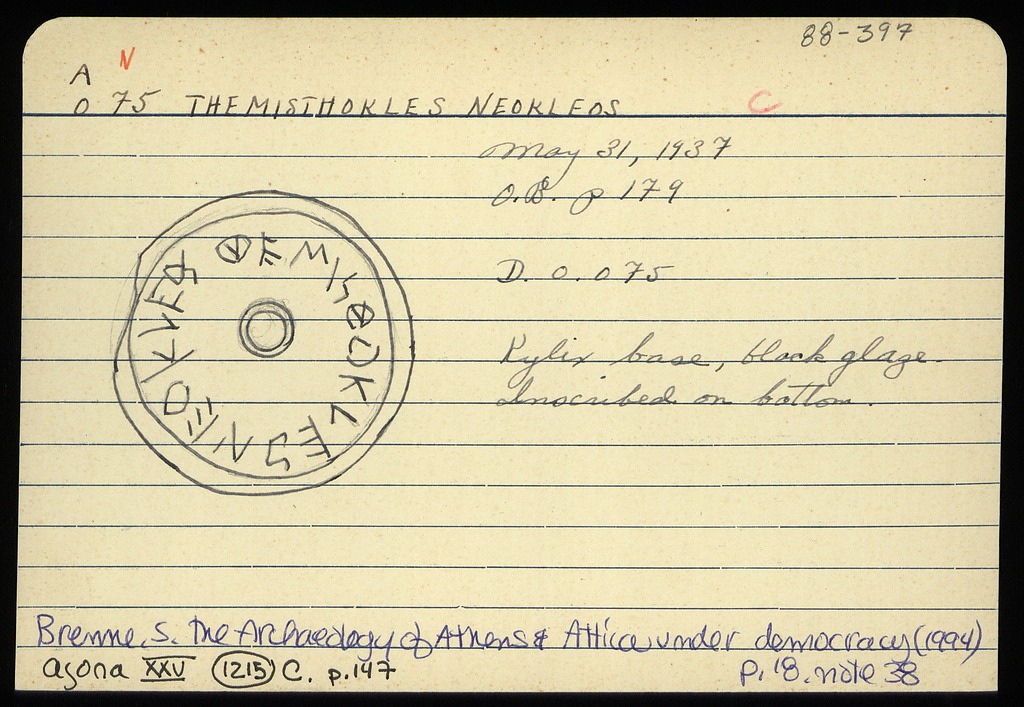 88-397
A N
O 75 THEMISTHOKLES NEOKLEOS C
May 31, 1937
O.B. p 179
D. O. 075
Kylix base, black glaze.
Inscribed on bottom.
Brenne, S. The Archaeology of Athens & Attica under democracy (1994)
p. 18. note 38
Agora XXV 1215 C. p. 147